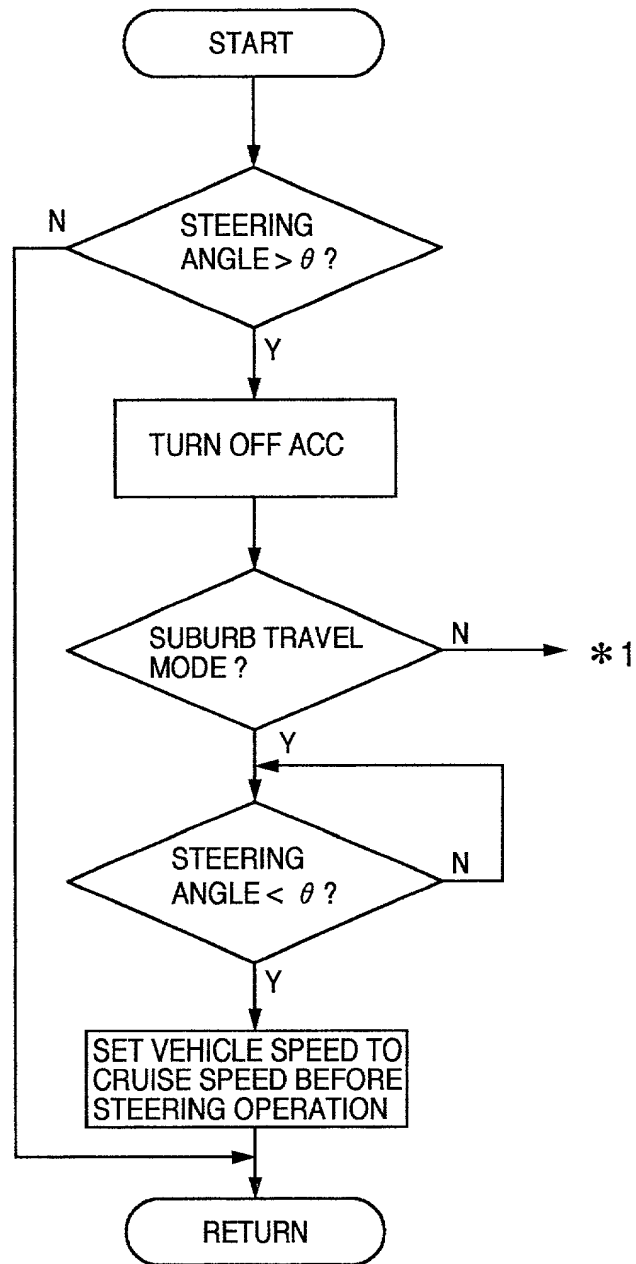 START
N
STEERING
ANGLE > θ ?
Y
TURN OFF ACC
SUBURB TRAVEL
MODE ?
N
*1
Y
STEERING
ANGLE < θ ?
N
Y
SET VEHICLE SPEED TO
CRUISE SPEED BEFORE
STEERING OPERATION
RETURN